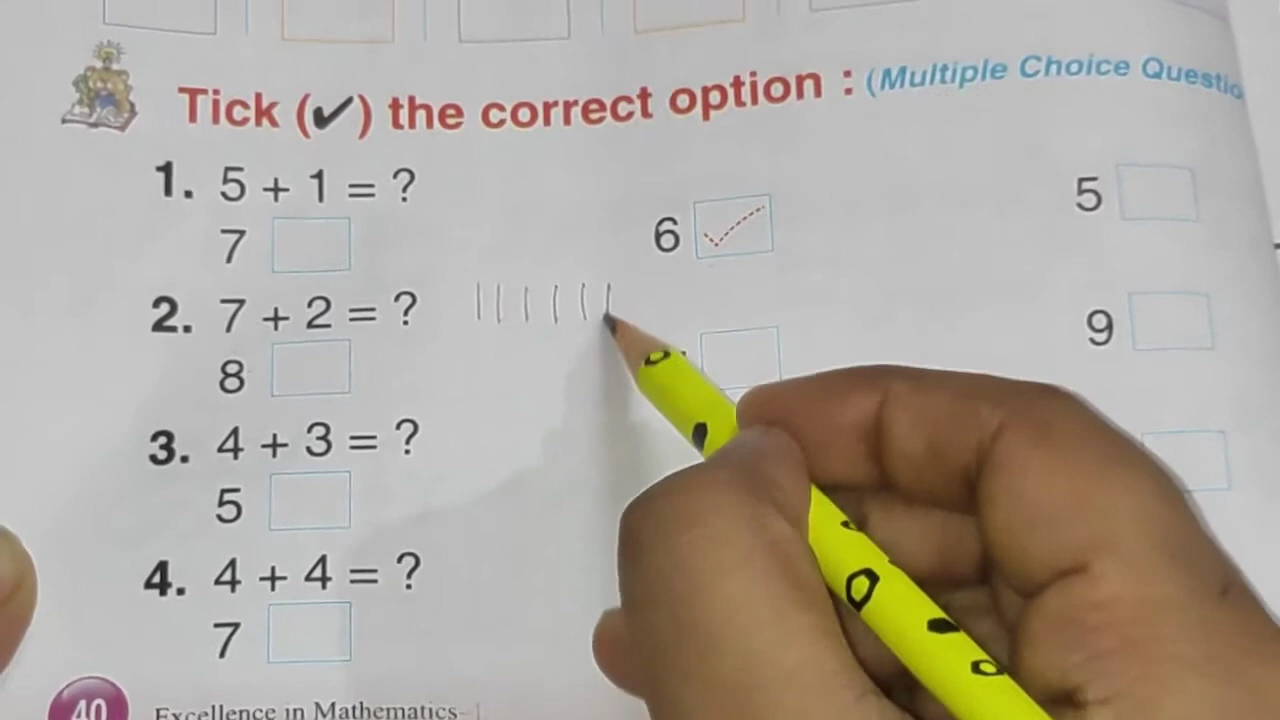 Tick (✔) the correct option : (Multiple Choice
1. 5 + 1 = ?
7 6 5
2. 7 + 2 = ?
8 9
3. 4 + 3 = ?
5
4. 4 + 4 = ?
7
40 Excellence in Mathematics-1